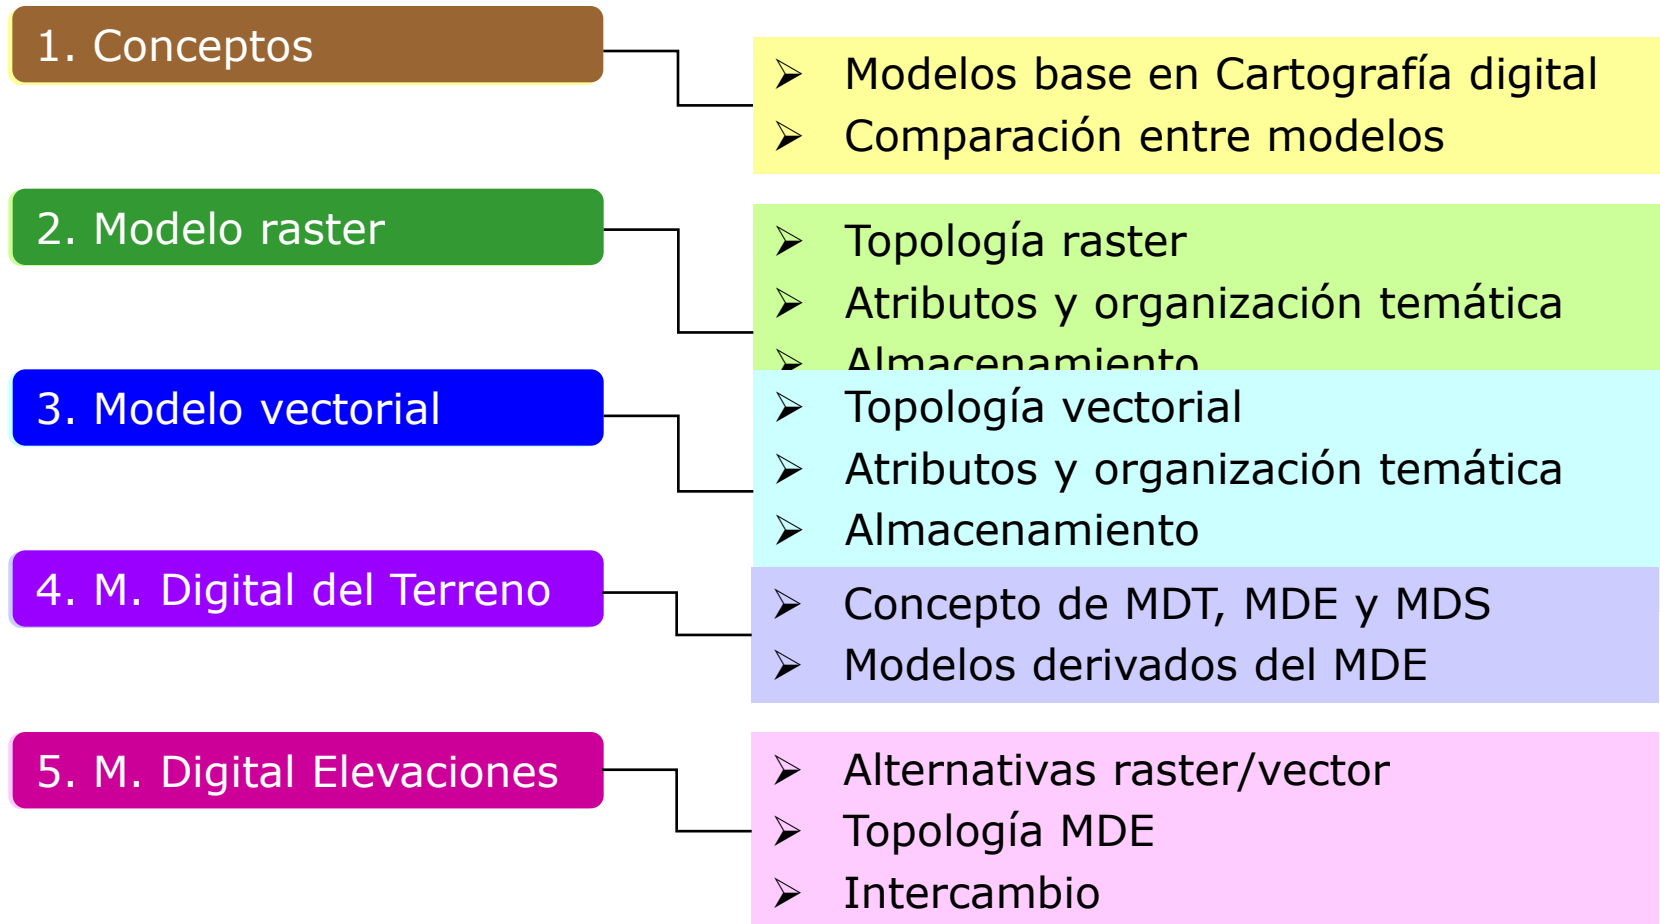 1. Conceptos
➢ Modelos base en Cartografía digital
➢ Comparación entre modelos
2. Modelo raster
➢ Topología raster
➢ Atributos y organización temática
➢ Almacenamiento
3. Modelo vectorial
➢ Topología vectorial
➢ Atributos y organización temática
➢ Almacenamiento
4. M. Digital del Terreno
➢ Concepto de MDT, MDE y MDS
➢ Modelos derivados del MDE
5. M. Digital Elevaciones
➢ Alternativas raster/vector
➢ Topología MDE
➢ Intercambio